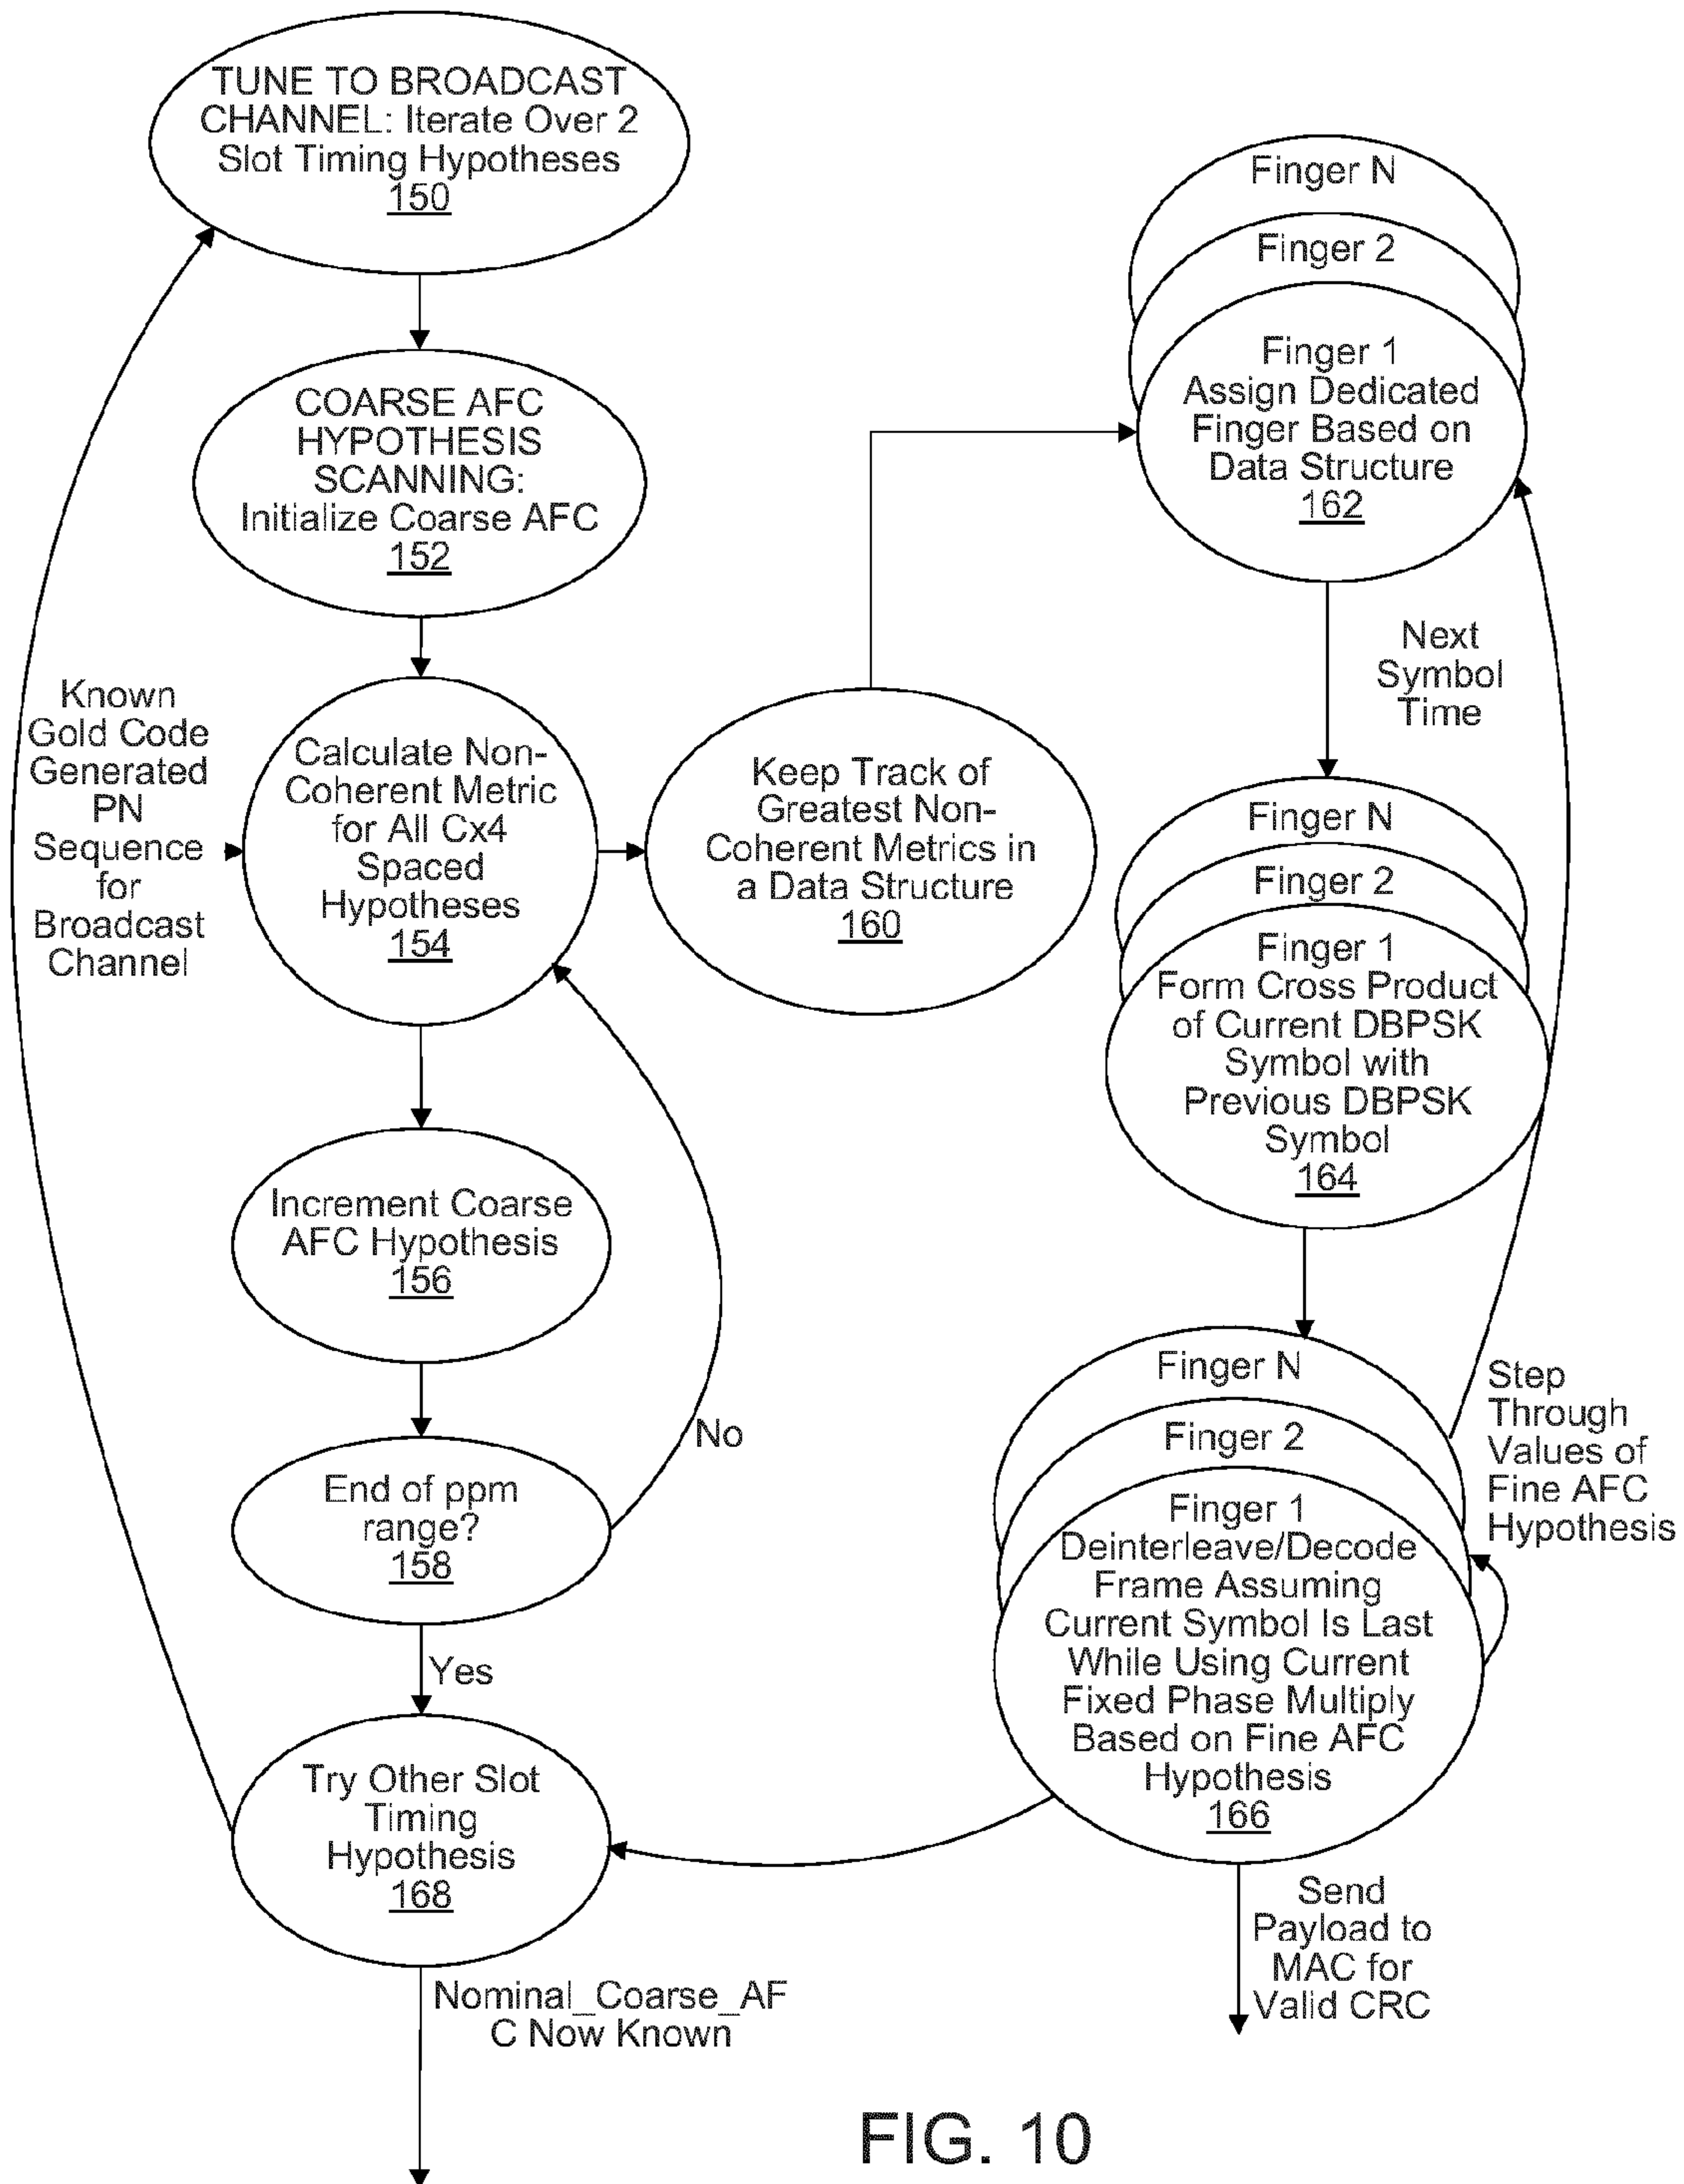 TUNE TO BROADCAST
CHANNEL: Iterate Over 2
Slot Timing Hypotheses
150
COARSE AFC
HYPOTHESIS
SCANNING:
Initialize Coarse AFC
152
Known
Gold Code
Generated
PN
Sequence
for
Broadcast
Channel
Calculate Non-
Coherent Metric
for All Cx4
Spaced
Hypotheses
154
Increment Coarse
AFC Hypothesis
156
End of ppm
range?
158
No
Yes
Try Other Slot
Timing
Hypothesis
168
Nominal_Coarse_AF
C Now Known
Keep Track of
Greatest Non-
Coherent Metrics in
a Data Structure
160
Finger N
Finger 2
Finger 1
Assign Dedicated
Finger Based on
Data Structure
162
Next
Symbol
Time
Finger N
Finger 2
Finger 1
Form Cross Product
of Current DBPSK
Symbol with
Previous DBPSK
Symbol
164
Finger N
Finger 2
Finger 1
Deinterleave/Decode
Frame Assuming
Current Symbol Is Last
While Using Current
Fixed Phase Multiply
Based on Fine AFC
Hypothesis
166
Step
Through
Values of
Fine AFC
Hypothesis
Send
Payload to
MAC for
Valid CRC
FIG. 10